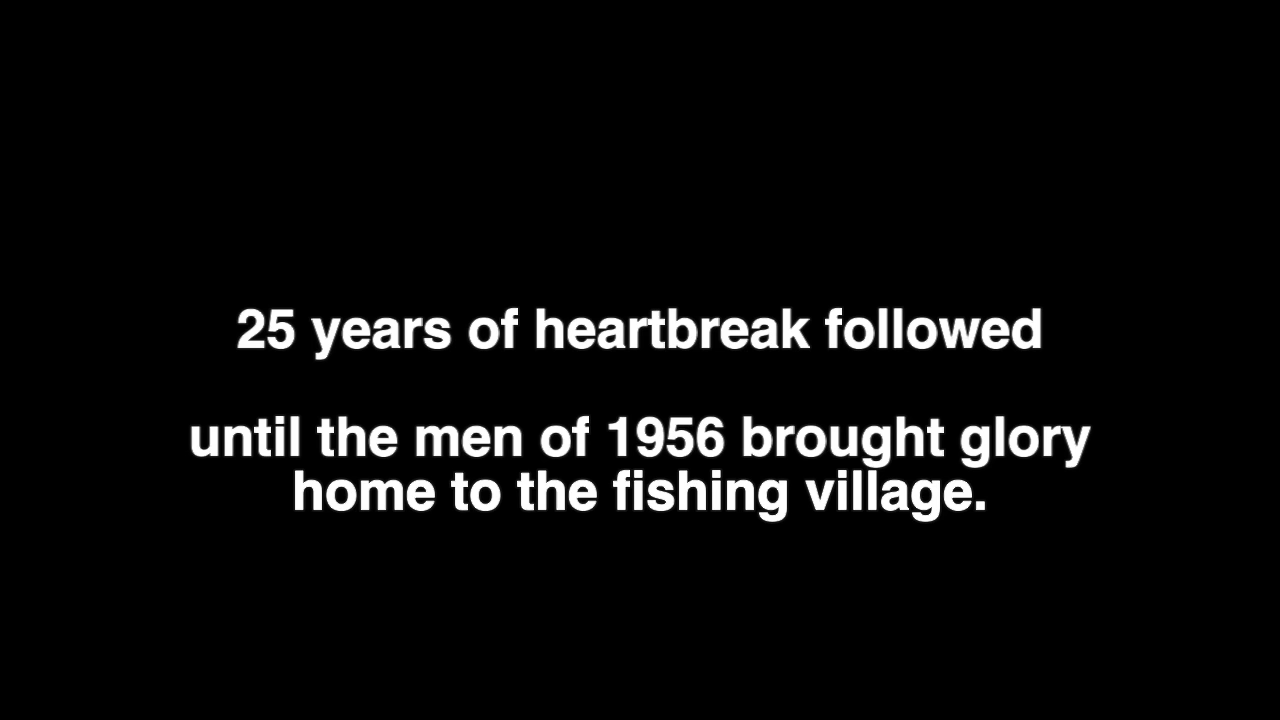 25 years of heartbreak followed
until the men of 1956 brought glory
home to the fishing village.